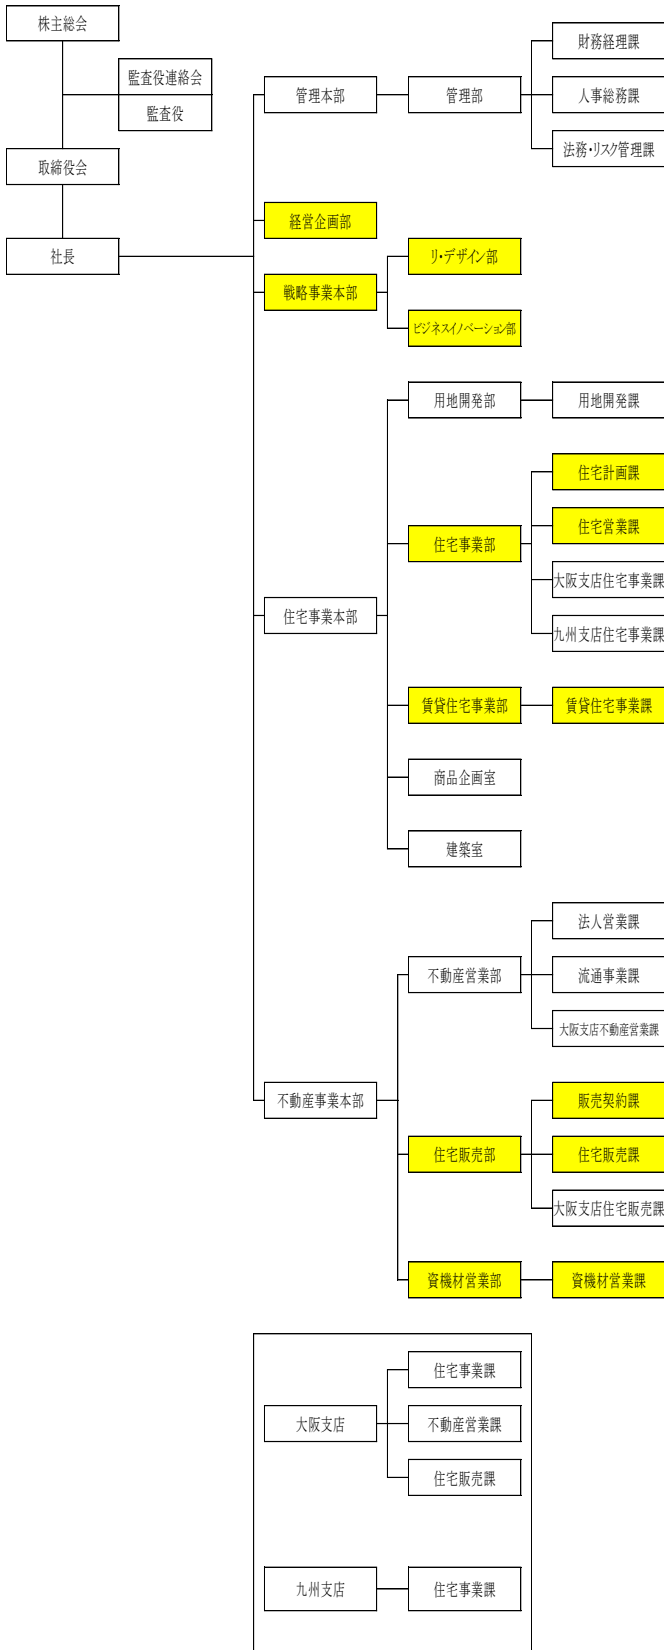 株主総会
監査役連絡会
監査役
取締役会
社長
管理本部
管理部
財務経理課
人事総務課
法務・リスク管理課
経営企画部
戦略事業本部
リ・デザイン部
ビジネスイノベーション部
住宅事業本部
用地開発部
用地開発課
住宅事業部
住宅計画課
住宅営業課
大阪支店住宅事業課
九州支店住宅事業課
賃貸住宅事業部
賃貸住宅事業課
商品企画室
建築室
不動産事業本部
不動産営業部
法人営業課
流通事業課
大阪支店不動産営業課
住宅販売部
販売契約課
住宅販売課
大阪支店住宅販売課
資機材営業部
資機材営業課
大阪支店
住宅事業課
不動産営業課
住宅販売課
九州支店
住宅事業課